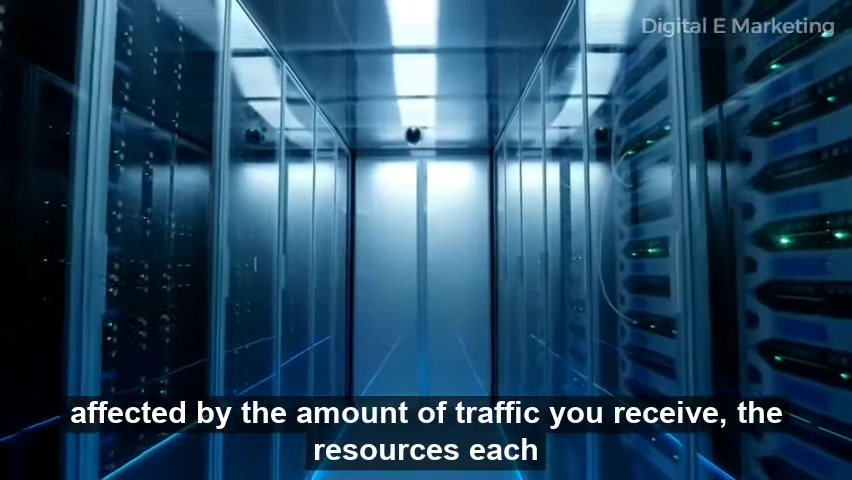 Digital E Marketing
affected by the amount of traffic you receive, the
resources each